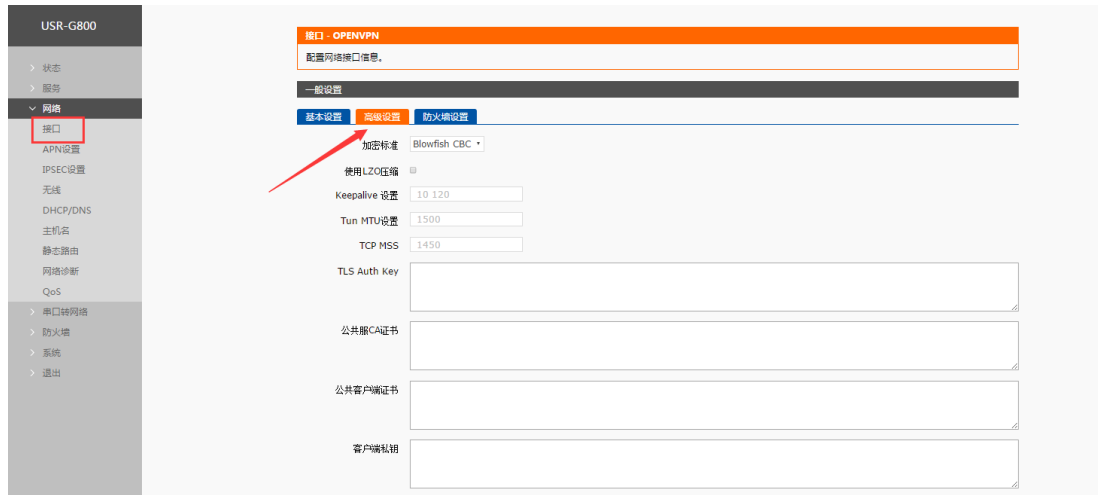 USR-G800
状态
服务
网络
接口
APN设置
IPSEC设置
无线
DHCP/DNS
主机名
静态路由
网络诊断
QoS
串口转网络
防火墙
系统
退出
接口 - OPENVPN
配置网络接口信息。
一般设置
基本设置 高级设置 防火墙设置
加密标准 Blowfish CBC
使用LZO压缩
Keepalive 设置 10 120
Tun MTU设置 1500
TCP MSS 1450
TLS Auth Key
公共服CA证书
公共客户端证书
客户端私钥